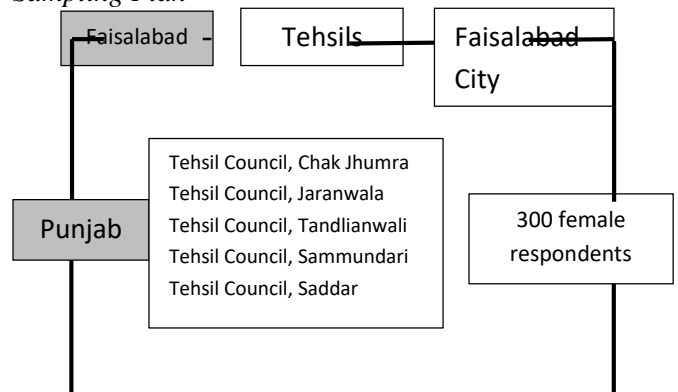 Sampling Plan
Faisalabad -
Tehsils
Faisalabad
City
Tehsil Council, Chak Jhumra
Tehsil Council, Jaranwala
Tehsil Council, Tandlianwali
Tehsil Council, Sammundari
Tehsil Council, Saddar
Punjab
300 female
respondents